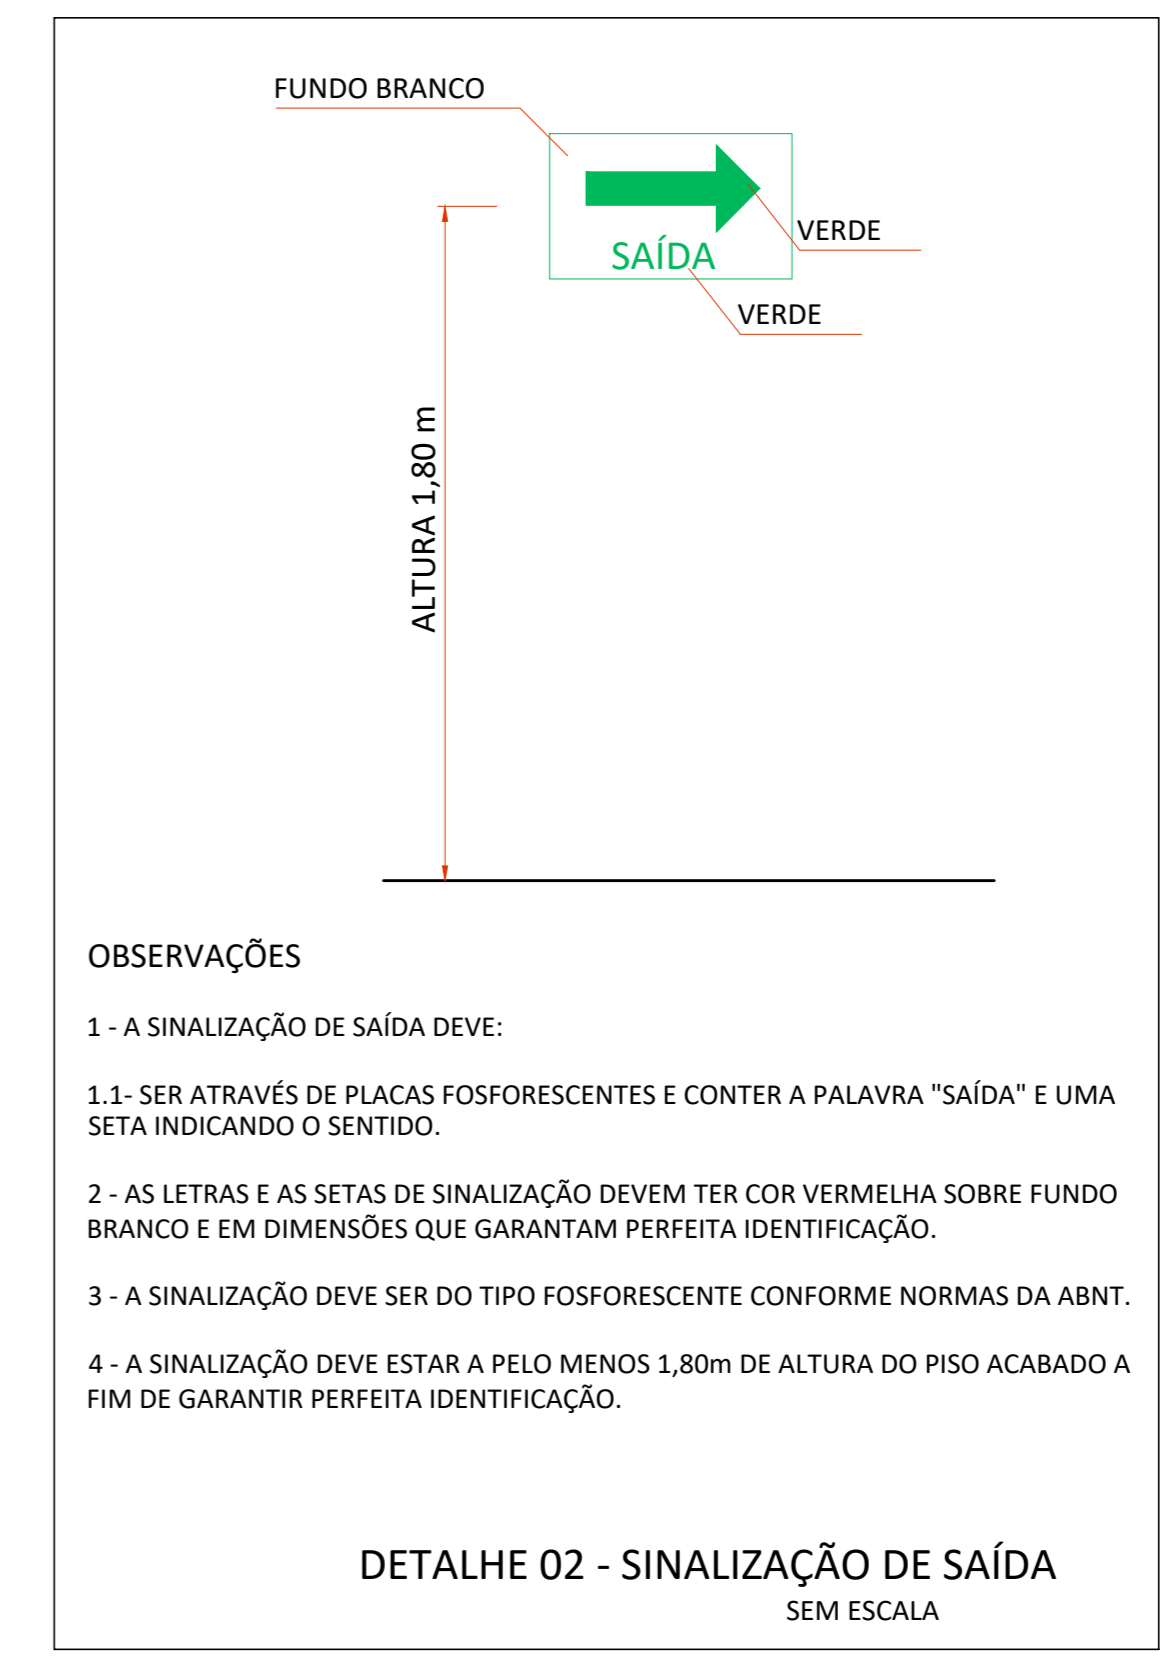 FUNDO BRANCO
VERDE
SAÍDA
VERDE
ALTURA 1,80 m
OBSERVAÇÕES
1 - A SINALIZAÇÃO DE SAÍDA DEVE:
1.1- SER ATRAVÉS DE PLACAS FOSFORESCENTES E CONTER A PALAVRA "SAÍDA" E UMA
SETA INDICANDO O SENTIDO.
2 - AS LETRAS E AS SETAS DE SINALIZAÇÃO DEVEM TER COR VERMELHA SOBRE FUNDO
BRANCO E EM DIMENSÕES QUE GARANTAM PERFEITA IDENTIFICAÇÃO.
3 - A SINALIZAÇÃO DEVE SER DO TIPO FOSFORESCENTE CONFORME NORMAS DA ABNT.
4 - A SINALIZAÇÃO DEVE ESTAR A PELO MENOS 1,80m DE ALTURA DO PISO ACABADO A
FIM DE GARANTIR PERFEITA IDENTIFICAÇÃO.
DETALHE 02 - SINALIZAÇÃO DE SAÍDA
SEM ESCALA